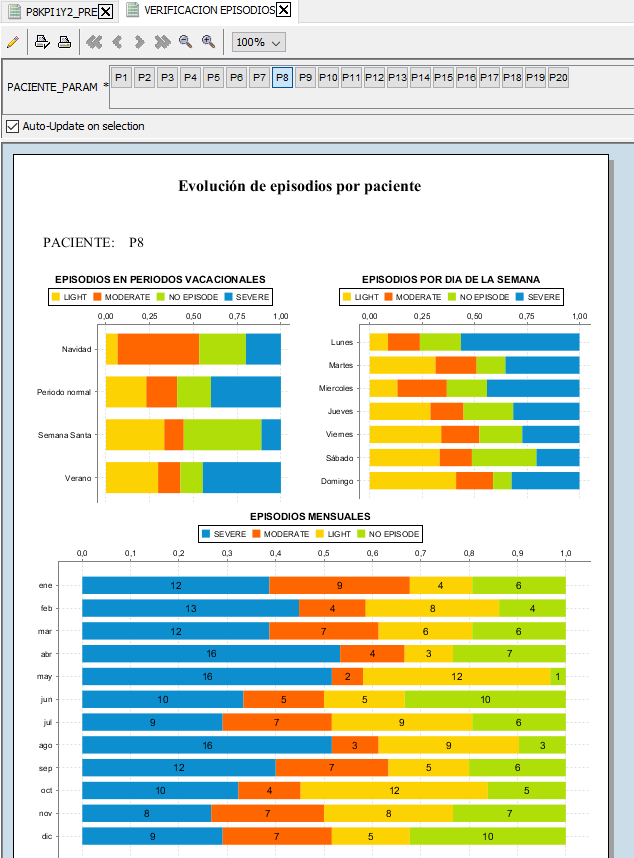 P8KPI1Y2_PRE VERIFICACION EPISODIOS
100%
PACIENTE_PARAM * P1 P2 P3 P4 P5 P6 P7 P8 P9 P10 P11 P12 P13 P14 P15 P16 P17 P18 P19 P20
Auto-Update on selection
Evolución de episodios por paciente
PACIENTE: P8
EPISODIOS EN PERIODOS VACACIONALES
LIGHT MODERATE NO EPISODE SEVERE
0,00 0,25 0,50 0,75 1,00
Navidad
Periodo normal
Semana Santa
Verano
EPISODIOS POR DIA DE LA SEMANA
LIGHT MODERATE NO EPISODE SEVERE
0,00 0,25 0,50 0,75 1,00
Lunes
Martes
Miercoles
Jueves
Viernes
Sábado
Domingo
EPISODIOS MENSUALES
SEVERE MODERATE LIGHT NO EPISODE
0,0 0,1 0,2 0,3 0,4 0,5 0,6 0,7 0,8 0,9 1,0
ene 12 9 4 6
feb 13 4 8 4
mar 12 7 6 6
abr 16 4 3 7
may 16 2 12 1
jun 10 5 5 10
jul 9 7 9 6
ago 16 3 9 3
sep 12 7 5 6
oct 10 4 12 5
nov 8 7 8 7
dic 9 7 5 10